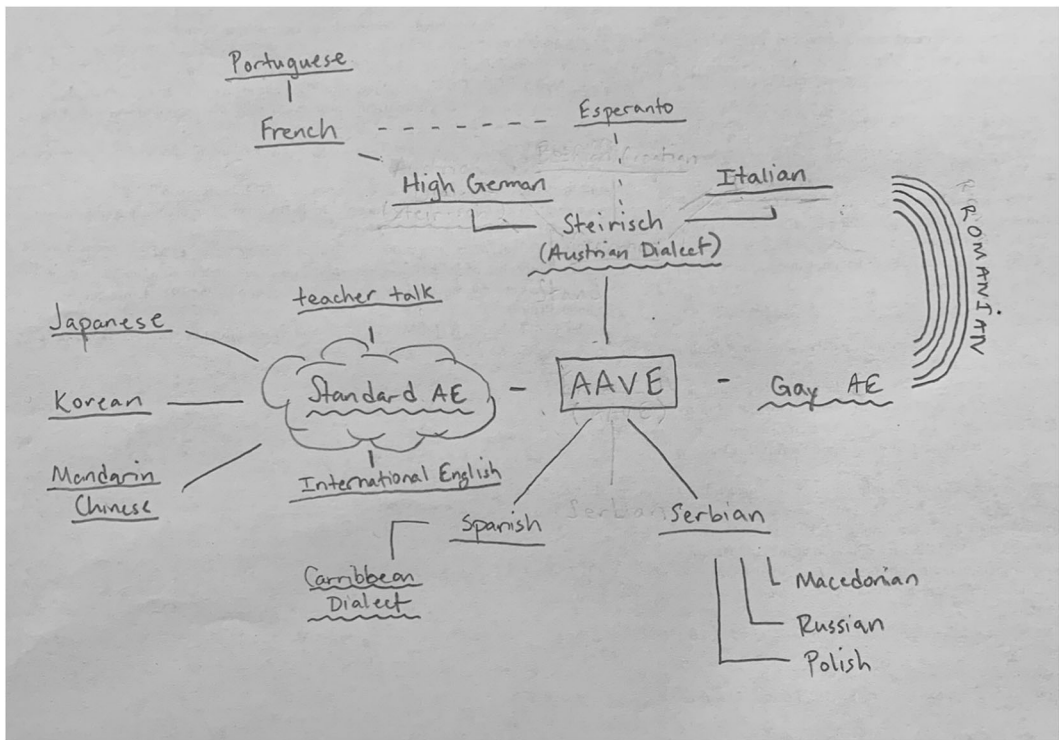 Portuguese
French
Esperanto
High German
Italian
Steirisch
(Austrian Dialect)
ROMANIAN
teacher talk
Japanese
Standard AE
AAVE
Gay AE
Korean
Mandarin
Chinese
International English
Spanish
Serbian
Carribbean
Dialect
Macedonian
Russian
Polish